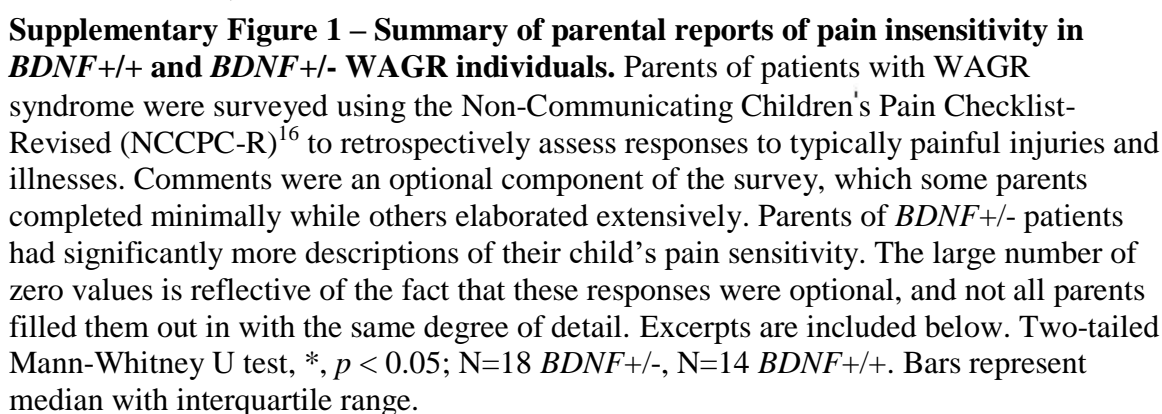 Supplementary Figure 1 – Summary of parental reports of pain insensitivity in
BDNF+/+ and BDNF+/- WAGR individuals. Parents of patients with WAGR
syndrome were surveyed using the Non-Communicating Children's Pain Checklist-
Revised (NCCPC-R)16 to retrospectively assess responses to typically painful injuries and
illnesses. Comments were an optional component of the survey, which some parents
completed minimally while others elaborated extensively. Parents of BDNF+/- patients
had significantly more descriptions of their child’s pain sensitivity. The large number of
zero values is reflective of the fact that these responses were optional, and not all parents
filled them out in with the same degree of detail. Excerpts are included below. Two-tailed
Mann-Whitney U test, *, p < 0.05; N=18 BDNF+/-, N=14 BDNF+/+. Bars represent
median with interquartile range.